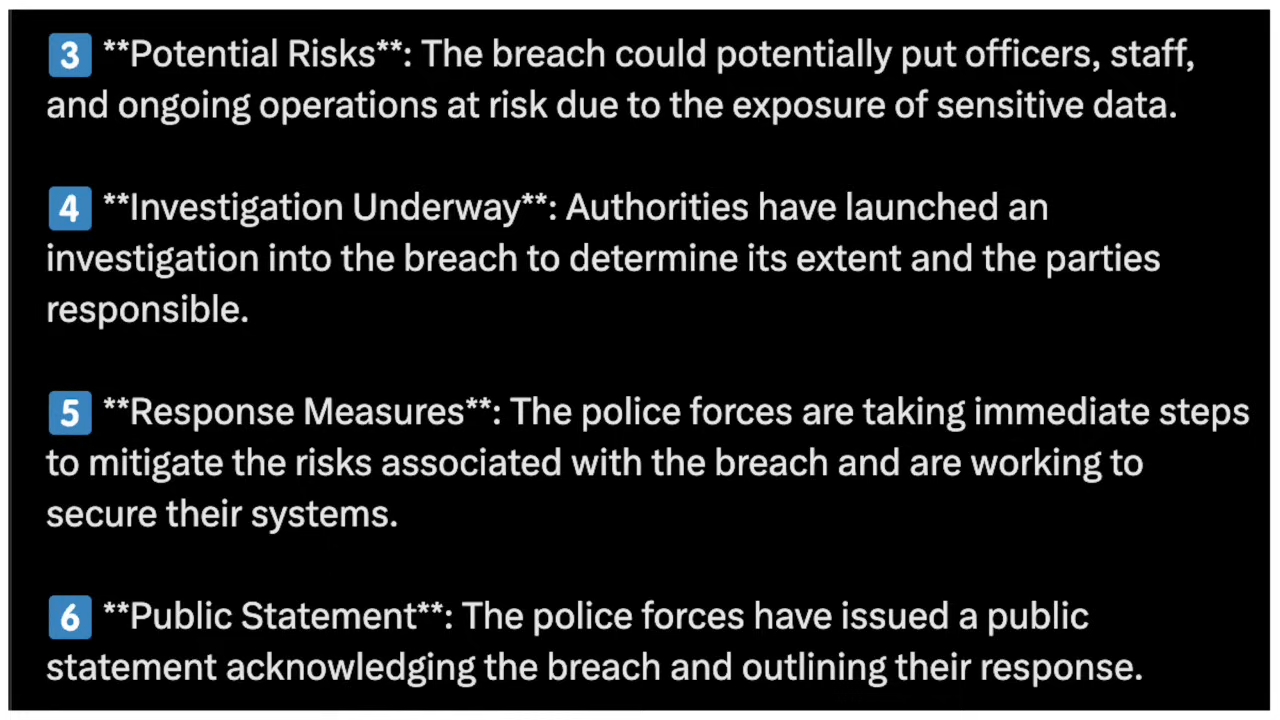 3️⃣ **Potential Risks**: The breach could potentially put officers, staff,
and ongoing operations at risk due to the exposure of sensitive data.
4️⃣ **Investigation Underway**: Authorities have launched an
investigation into the breach to determine its extent and the parties
responsible.
5️⃣ **Response Measures**: The police forces are taking immediate steps
to mitigate the risks associated with the breach and are working to
secure their systems.
6️⃣ **Public Statement**: The police forces have issued a public
statement acknowledging the breach and outlining their response.